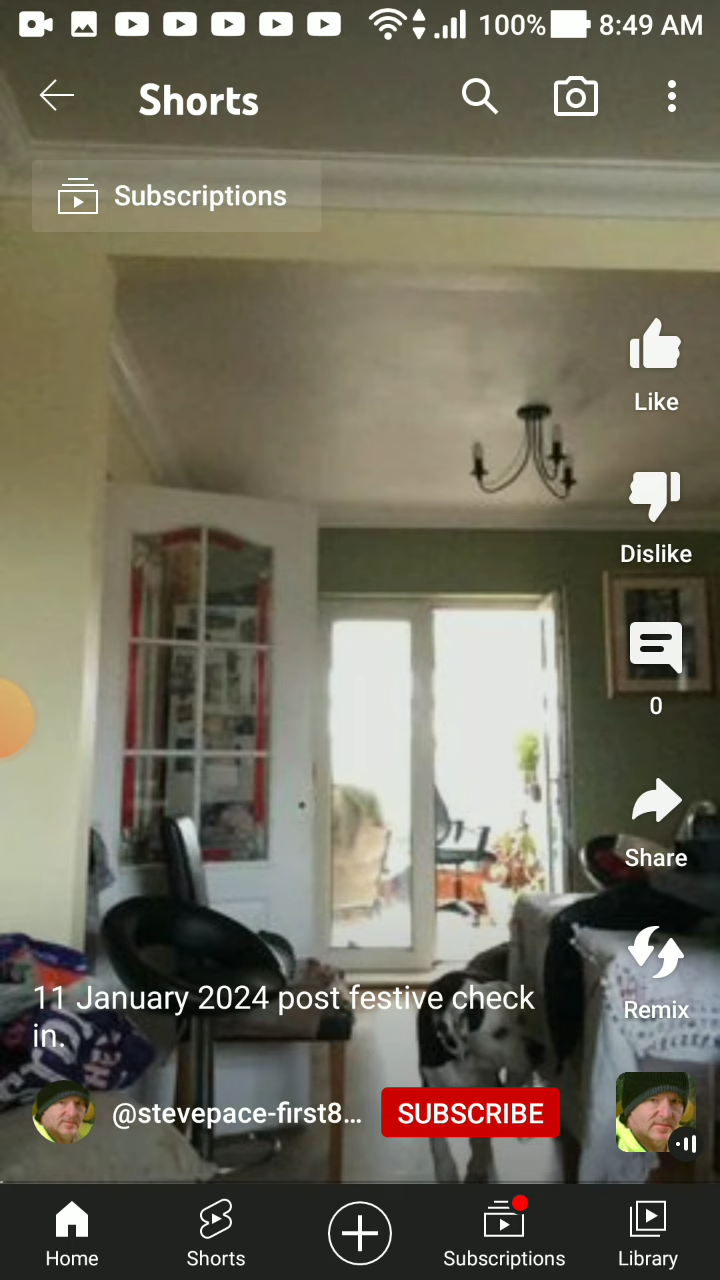 100% 8:49 AM
Shorts
Subscriptions
Like
Dislike
0
Share
Remix
11 January 2024 post festive check
in.
@stevepace-first8...
SUBSCRIBE
Home
Shorts
Subscriptions
Library